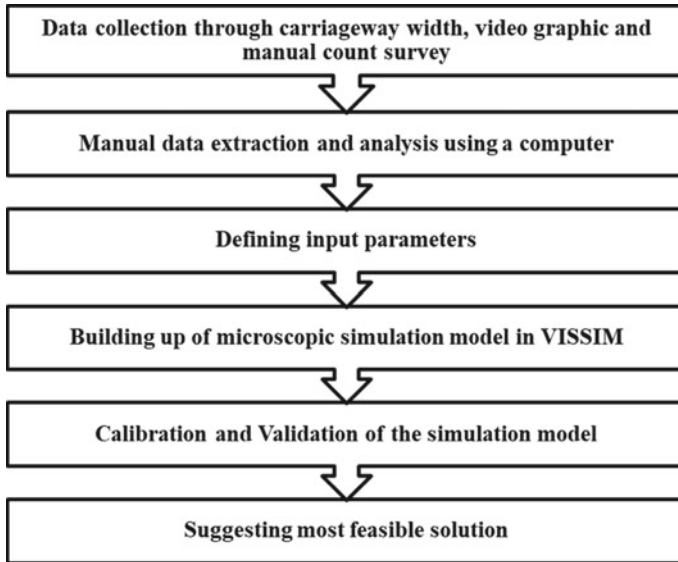 Data collection through carriageway width, video graphic and
manual count survey
Manual data extraction and analysis using a computer
Defining input parameters
Building up of microscopic simulation model in VISSIM
Calibration and Validation of the simulation model
Suggesting most feasible solution